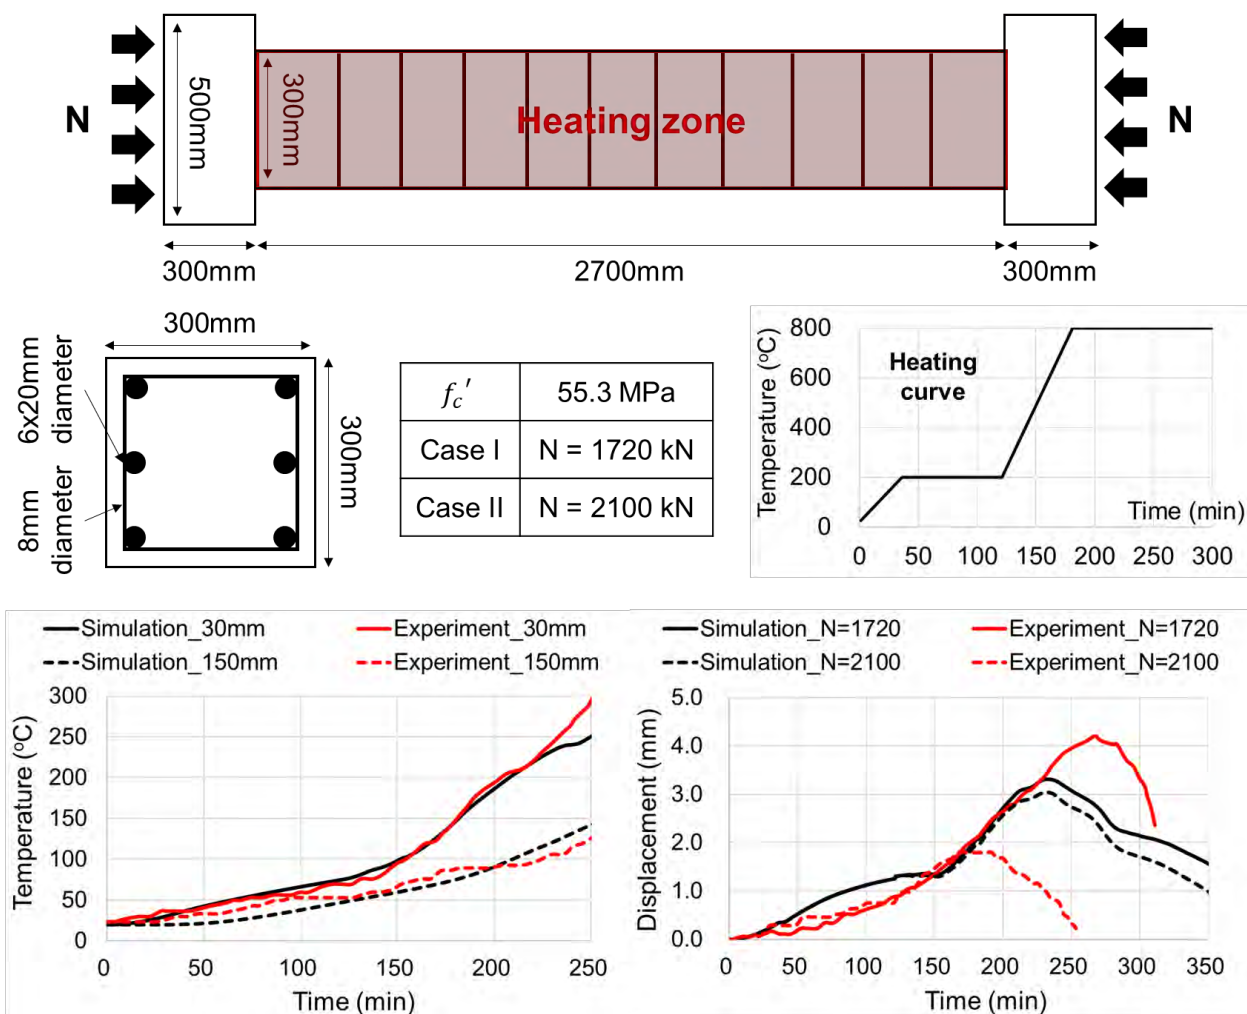 N
500mm
300mm
Heating zone
N
300mm
2700mm
300mm
300mm
6x20mm
diameter
8mm
diameter
300mm
fc′ 55.3 MPa
Case I N = 1720 kN
Case II N = 2100 kN
Heating
curve
Temperature (oC)
800
600
400
200
0
Time (min)
0 50 100 150 200 250 300
Simulation_30mm Experiment_30mm
Simulation_150mm Experiment_150mm
Temperature (oC)
300
250
200
150
100
50
0
0 50 100 150 200 250
Time (min)
Simulation_N=1720 Experiment_N=1720
Simulation_N=2100 Experiment_N=2100
Displacement (mm)
5.0
4.0
3.0
2.0
1.0
0.0
0 50 100 150 200 250 300 350
Time (min)